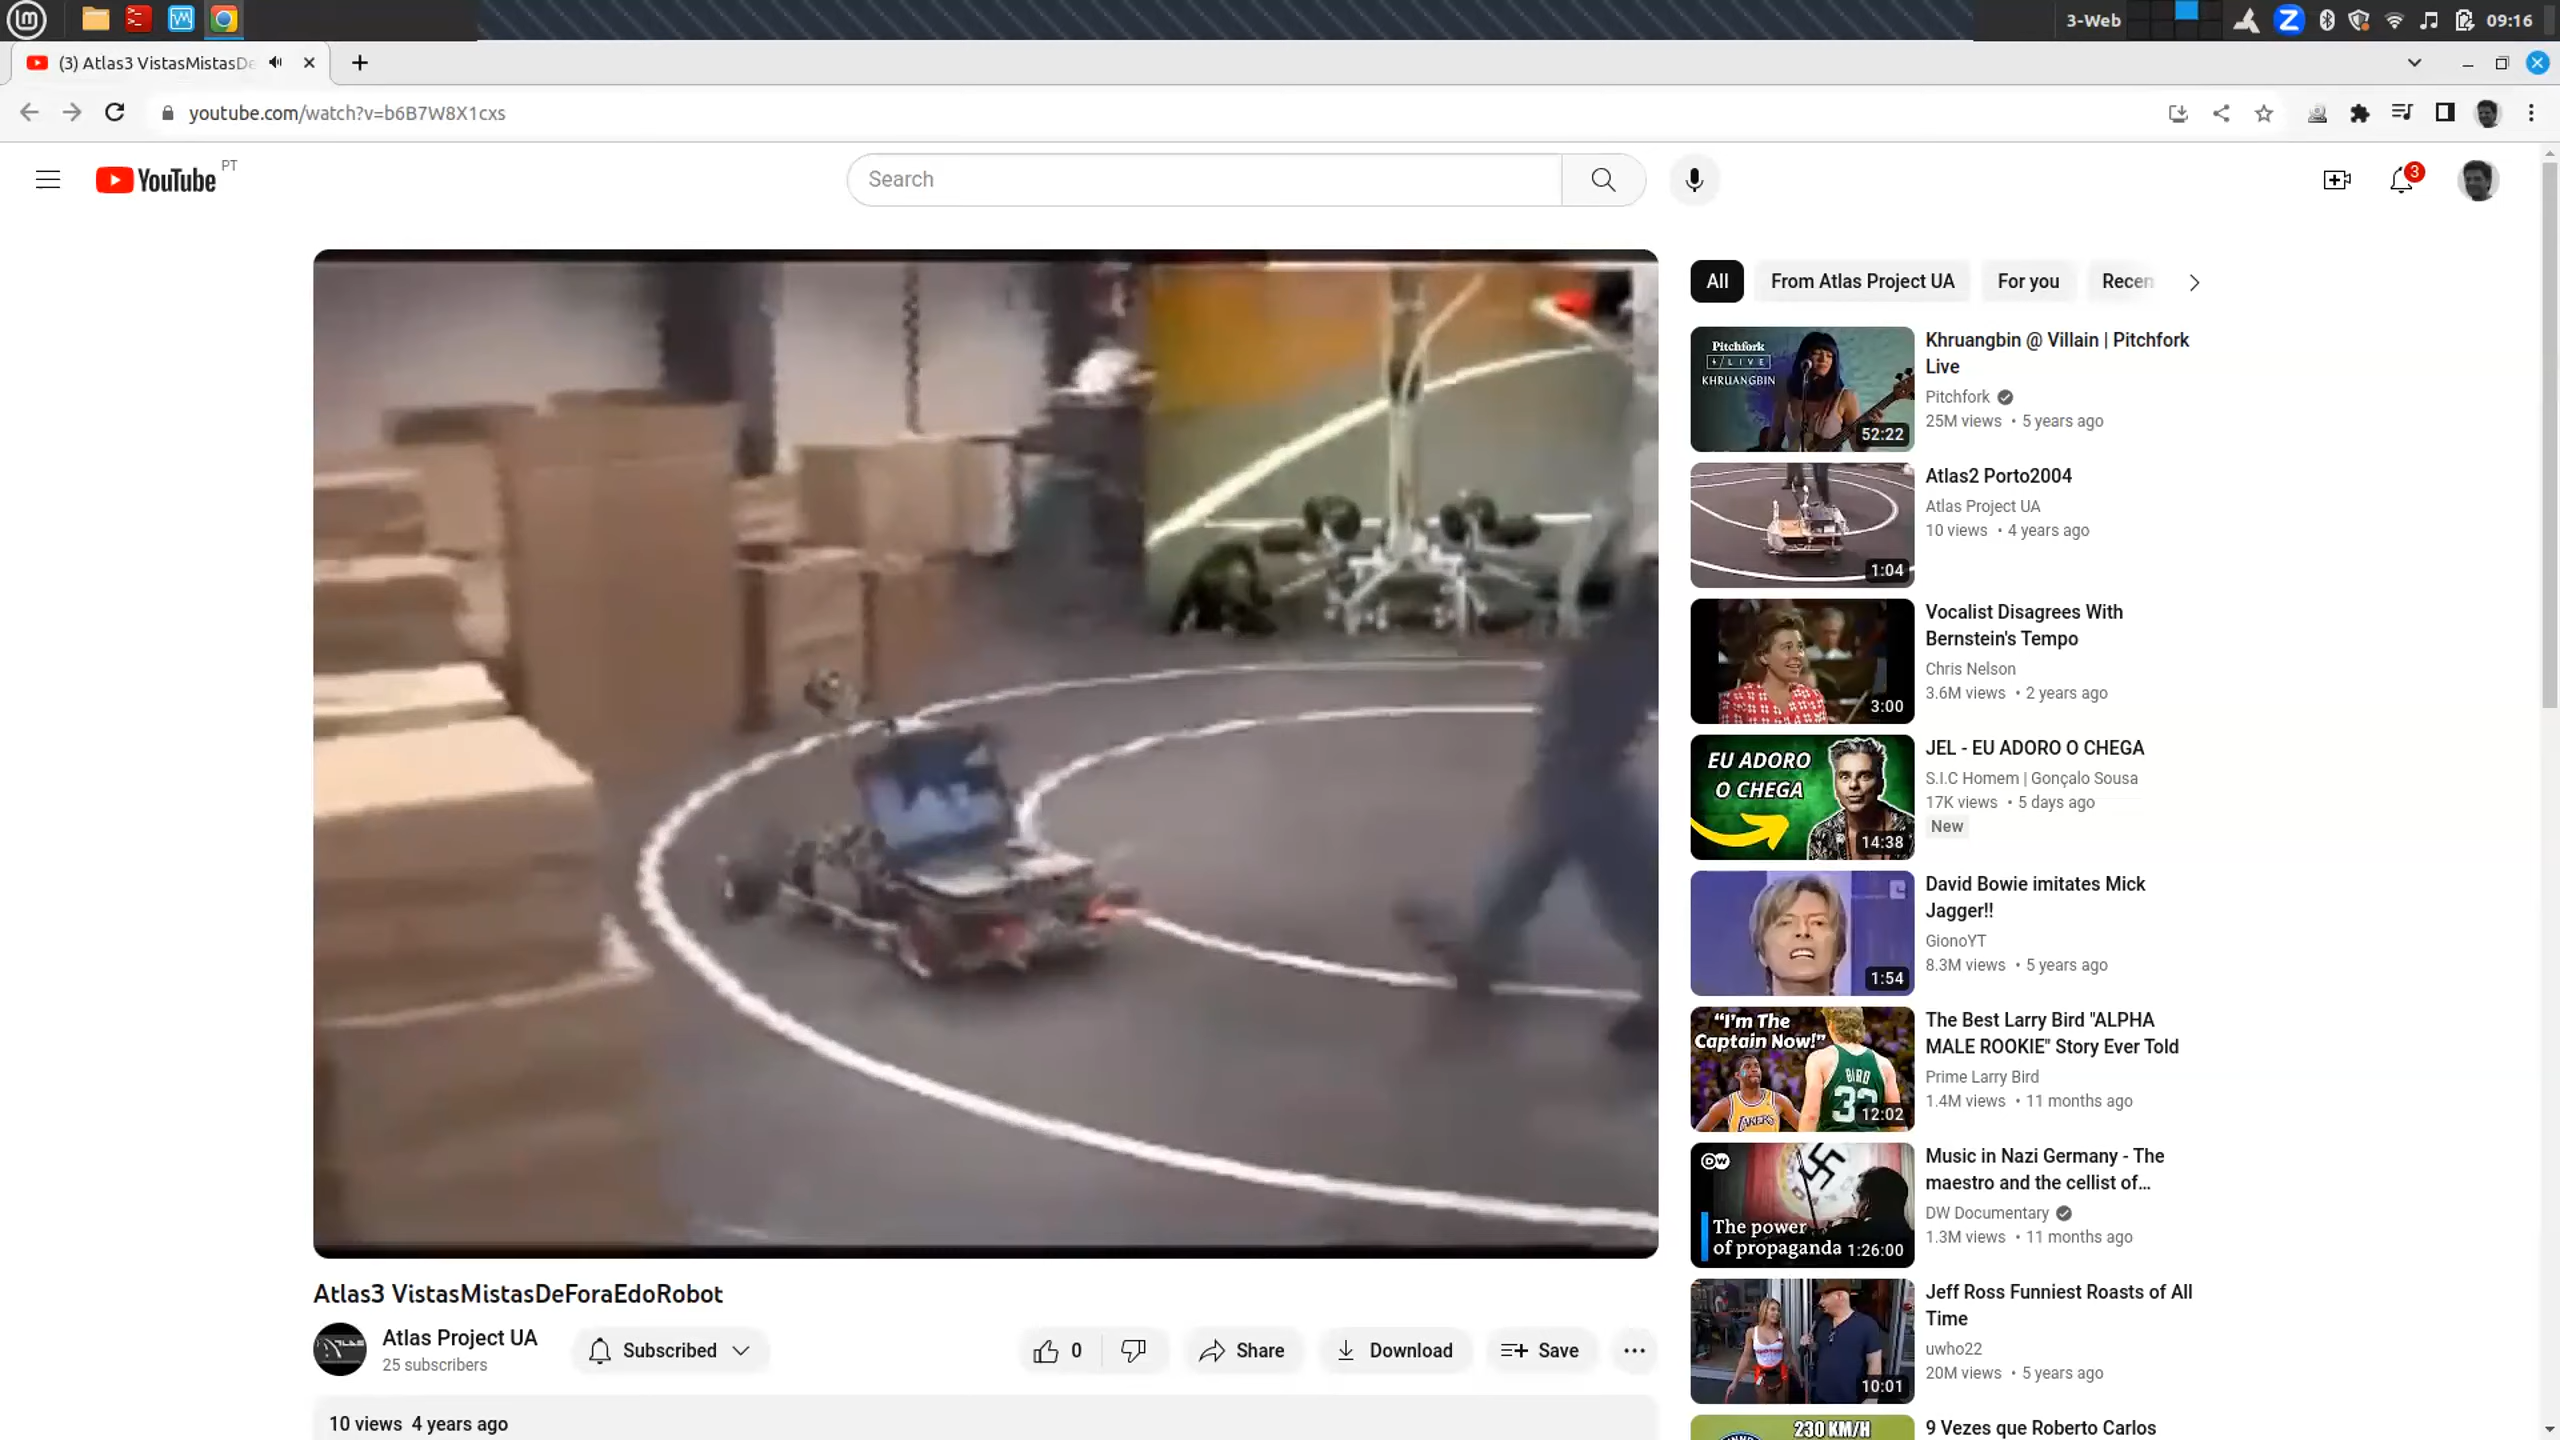 3-Web
09:16
(3) Atlas3 VistasMistasDe
youtube.com/watch?v=b6B7W8X1cxs
YouTube
PT
Search
3
All
From Atlas Project UA
For you
Recen
Pitchfork
LIVE
KHRUANGBIN
52:22
Khruangbin @ Villain | Pitchfork
Live
Pitchfork
25M views • 5 years ago
1:04
Atlas2 Porto2004
Atlas Project UA
10 views • 4 years ago
3:00
Vocalist Disagrees With
Bernstein's Tempo
Chris Nelson
3.6M views • 2 years ago
EU ADORO
O CHEGA
14:38
JEL - EU ADORO O CHEGA
S.I.C Homem | Gonçalo Sousa
17K views • 5 days ago
New
1:54
David Bowie imitates Mick
Jagger!!
GionoYT
8.3M views • 5 years ago
"I'm The
Captain Now!"
LAKERS
BIRD
33
12:02
The Best Larry Bird "ALPHA
MALE ROOKIE" Story Ever Told
Prime Larry Bird
1.4M views • 11 months ago
DW
The power
of propaganda
1:26:00
Music in Nazi Germany - The
maestro and the cellist of...
DW Documentary
1.3M views • 11 months ago
10:01
Jeff Ross Funniest Roasts of All
Time
uwho22
20M views • 5 years ago
230 KM/H
9 Vezes que Roberto Carlos
Atlas3 VistasMistasDeForaEdoRobot
Atlas Project UA
25 subscribers
Subscribed
0
Share
Download
Save
10 views 4 years ago